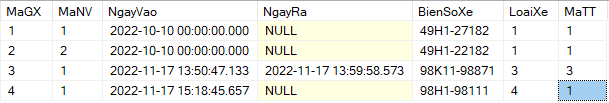 MaGX MaNV NgayVao NgayRa BienSoXe LoaiXe MaTT
1 1 2022-10-10 00:00:00.000 NULL 49H1-27182 1 1
2 2 2022-10-10 00:00:00.000 NULL 49H1-22182 1 1
3 1 2022-11-17 13:50:47.133 2022-11-17 13:59:58.573 98K11-98871 3 3
4 1 2022-11-17 15:18:45.657 NULL 98H1-98111 4 1